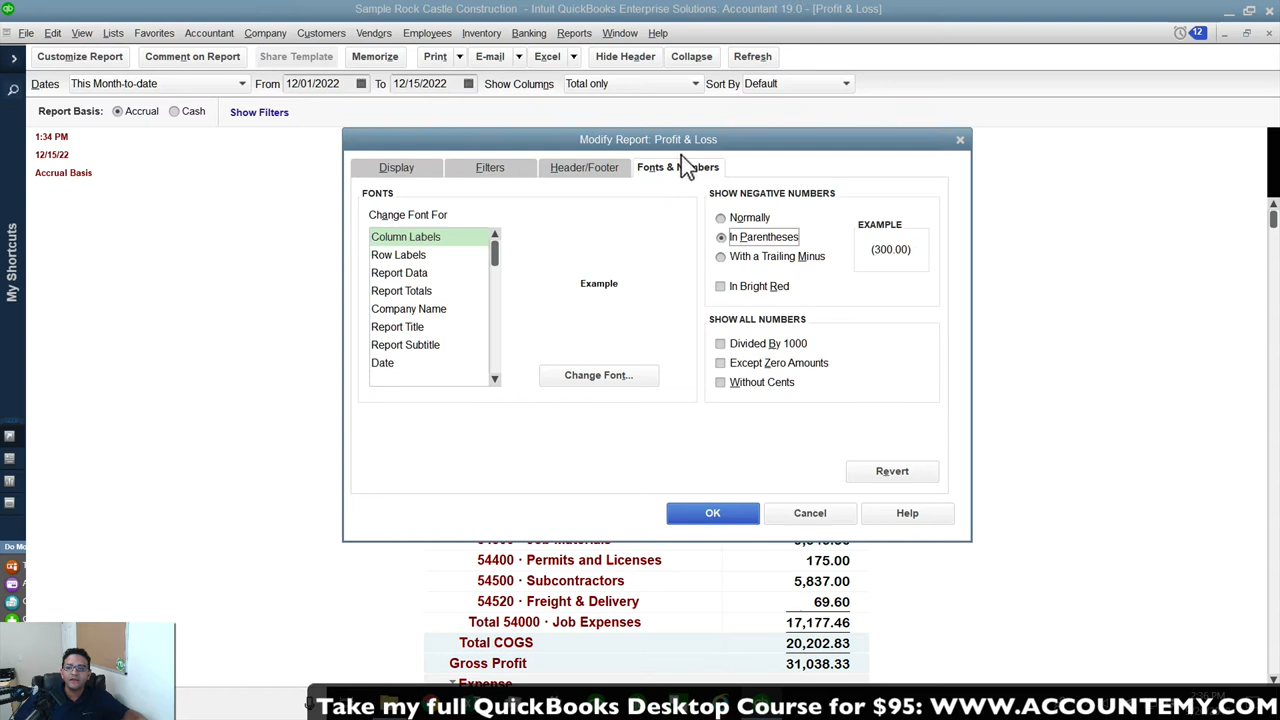 Sample Rock Castle Construction - Intuit QuickBooks Enterprise Solutions. Accountant 19.0 - [Profit & Loss]
File Edit View Lists Favorites Accountant Company Customers Vendors Employees Inventory Banking Reports Window Help 12
Customize Report Comment on Report Share Template Memorize Print E-mail Excel Hide Header Collapse Refresh
Dates This Month-to-date From 12/01/2022 To 12/15/2022 Show Columns Total only Sort By Default
Report Basis: Accrual Cash Show Filters
1:34 PM
12/15/22
Accrual Basis
My Shortcuts
Modify Report: Profit & Loss
Display Filters Header/Footer Fonts & Numbers
FONTS
Change Font For
Column Labels
Row Labels
Report Data
Report Totals
Company Name
Report Title
Report Subtitle
Date
Example
Change Font...
SHOW NEGATIVE NUMBERS
Normally
In Parentheses
With a Trailing Minus
In Bright Red
EXAMPLE
(300.00)
SHOW ALL NUMBERS
Divided By 1000
Except Zero Amounts
Without Cents
Revert
OK Cancel Help
54400 · Permits and Licenses 175.00
54500 · Subcontractors 5,837.00
54520 · Freight & Delivery 69.60
Total 54000 · Job Expenses 17,177.46
Total COGS 20,202.83
Gross Profit 31,038.33
Expense
Take my full QuickBooks Desktop Course for $95: WWW.ACCOUNTEMY.COM